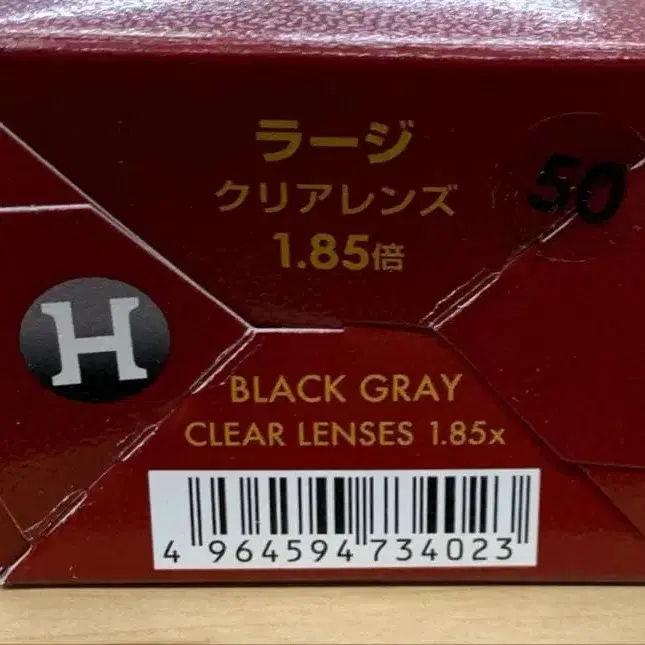 ラージ
クリアレンズ
1.85倍
50
H
BLACK GRAY
CLEAR LENSES 1.85x
4 964594 734023